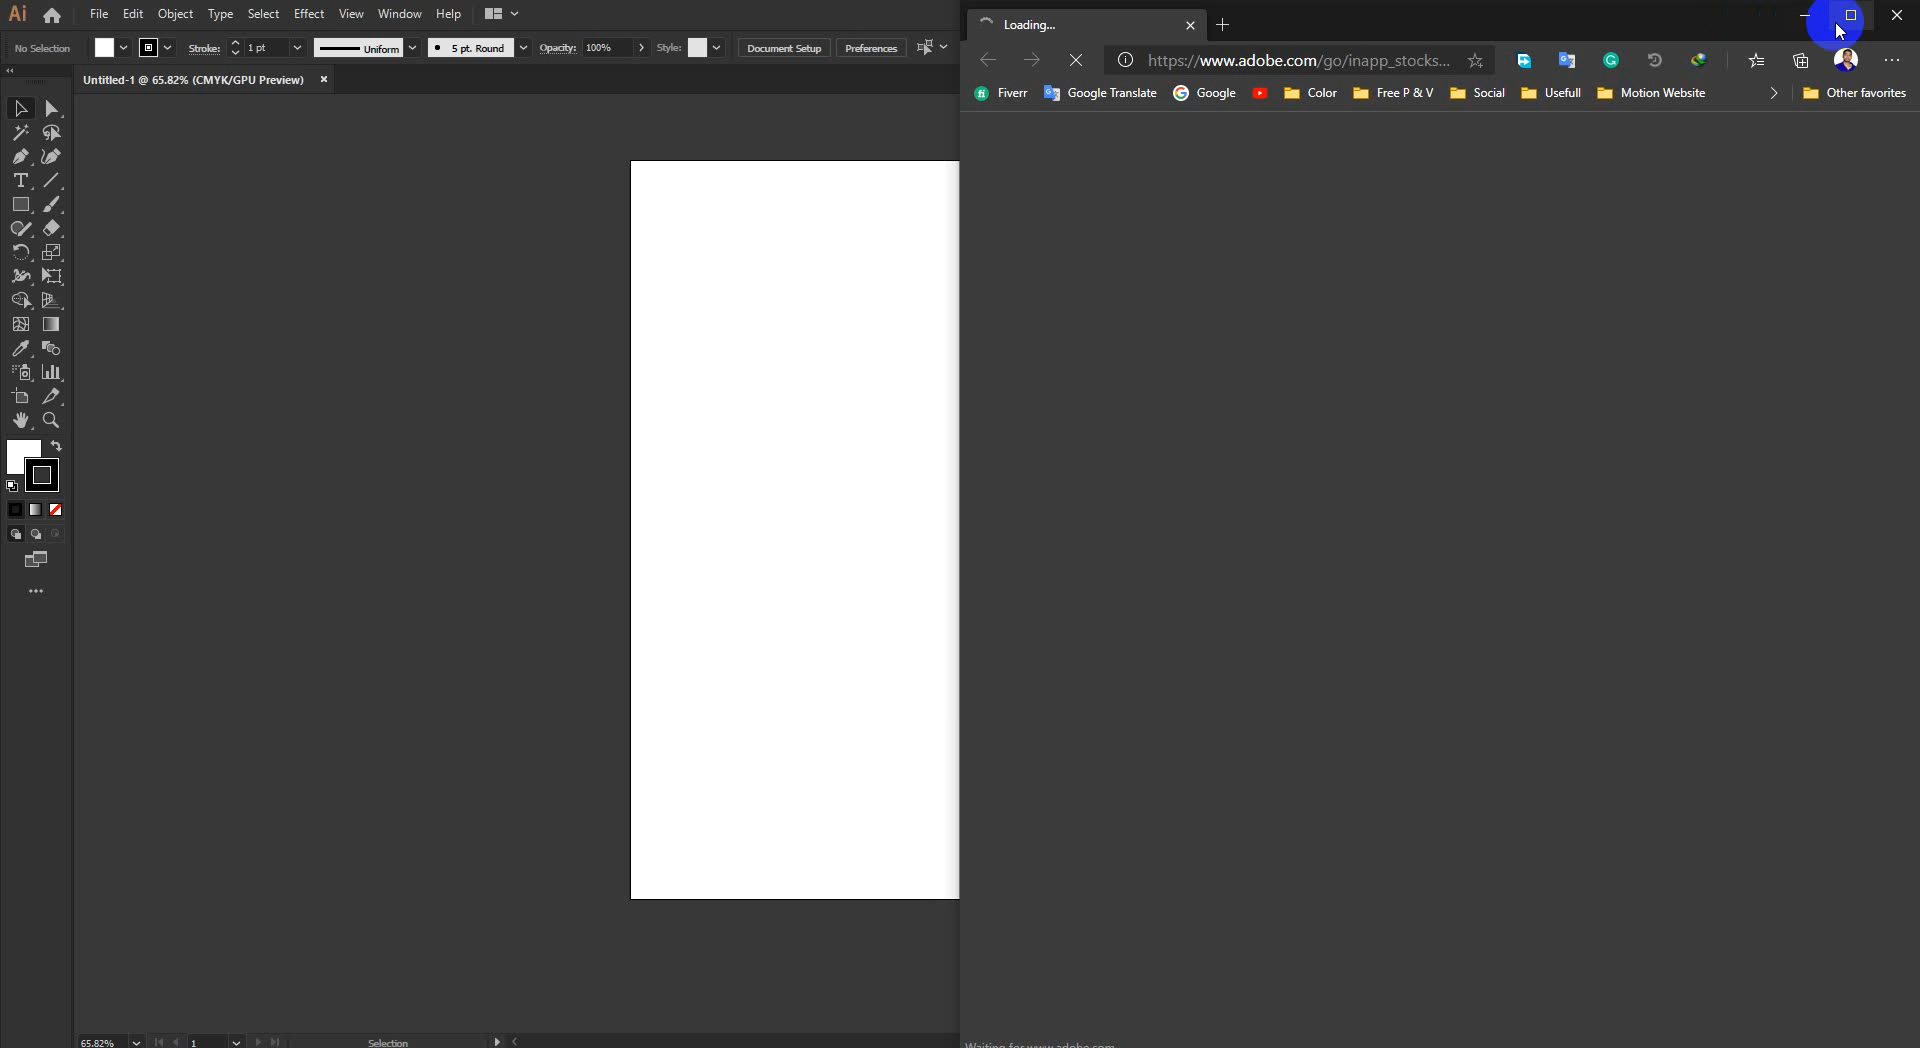 Ai File Edit Object Type Select Effect View Window Help
No Selection Stroke: 1 pt Uniform 5 pt. Round Opacity: 100% Style: Document Setup Preferences
Untitled-1 @ 65.82% (CMYK/GPU Preview)
65.82% 1 Selection
Loading...
https://www.adobe.com/go/inapp_stocks...
Fiverr Google Translate Google Color Free P & V Social Usefull Motion Website Other favorites
Waiting for www.adobe.com